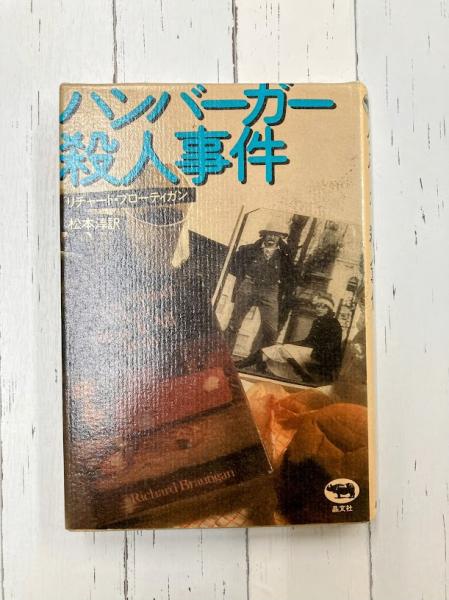 ハンバーガー
殺人事件
リチャード・ブローティガン
松本淳訳
Richard Brautigan
晶文社